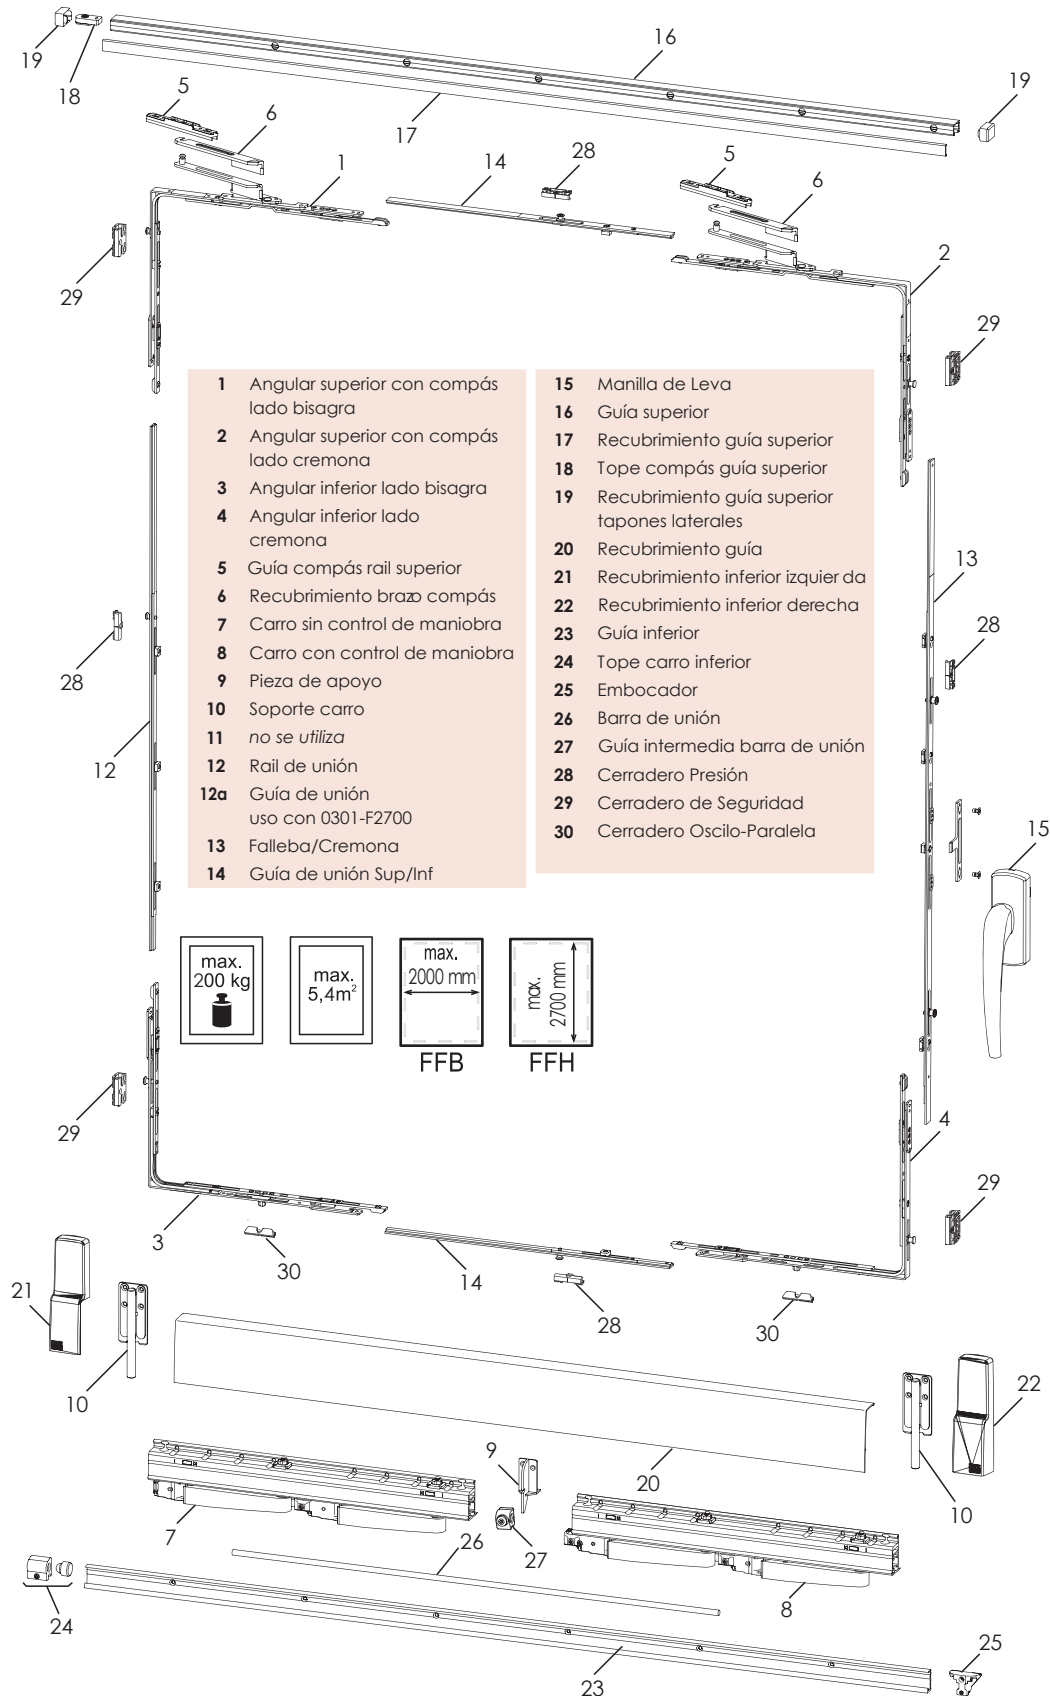 16
19
18
5
6
17
1
14
28
5
6
19
2
29
29
1 Angular superior con compás
lado bisagra
2 Angular superior con compás
lado cremona
3 Angular inferior lado bisagra
4 Angular inferior lado
cremona
5 Guía compás rail superior
6 Recubrimiento brazo compás
7 Carro sin control de maniobra
8 Carro con control de maniobra
9 Pieza de apoyo
10 Soporte carro
11 no se utiliza
12 Rail de unión
12a Guía de unión
uso con 0301-F2700
13 Falleba/Cremona
14 Guía de unión Sup/Inf
15 Manilla de Leva
16 Guía superior
17 Recubrimiento guía superior
18 Tope compás guía superior
19 Recubrimiento guía superior
tapones laterales
20 Recubrimiento guía
21 Recubrimiento inferior izquier da
22 Recubrimiento inferior derecha
23 Guía inferior
24 Tope carro inferior
25 Embocador
26 Barra de unión
27 Guía intermedia barra de unión
28 Cerradero Presión
29 Cerradero de Seguridad
30 Cerradero Oscilo-Paralela
13
28
28
12
15
max.
200 kg
max.
5,4m²
max.
2000 mm
FFB
max.
2700 mm
FFH
29
4
29
3
30
14
28
30
21
10
22
20
10
9
7
26
27
8
24
23
25